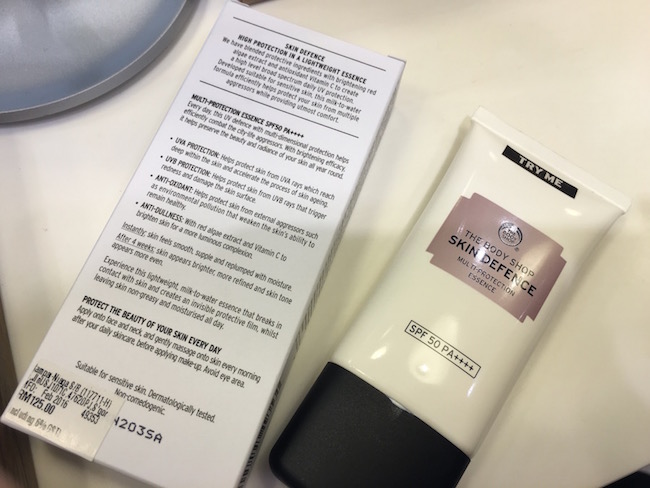 SKIN DEFENCE
HIGH PROTECTION IN A LIGHTWEIGHT ESSENCE
We have blended protective ingredients with brightening red
algae extract and antioxidant Vitamin C to create
a high level broad spectrum daily UV protection.
Developed suitable for sensitive skin, this milk-to-water
formula efficiently helps protect your skin from multiple
aggressors while providing utmost comfort.
MULTI-PROTECTION ESSENCE SPF50 PA++++
Every day, this UV defence with multi-dimensional protection helps
efficiently combat the city-life aggressors. With brightening efficacy,
it helps preserve the beauty and radiance of your skin all year round.
• UVA PROTECTION: Helps protect skin from UVA rays which reach
deep within the skin and accelerate the process of skin ageing
• UVB PROTECTION: Helps protect skin from UVB rays that trigger
redness and damage the skin surface.
• ANTI-OXIDANT: Helps protect skin from external aggressors such
as environmental pollution that weaken the skin's ability to
remain healthy.
• ANTI-DULLNESS: With red algae extract and Vitamin C to
brighten skin for a more luminous complexion.
Instantly: skin feels smooth, supple and replumped with moisture.
After 4 weeks: skin appears brighter, more refined and skin tone
appears more even.
Experience this lightweight, milk-to-water essence that breaks in
contact with skin and creates an invisible protective film, whilst
leaving skin non-greasy and moisturised all day.
PROTECT THE BEAUTY OF YOUR SKIN EVERY DAY
Apply onto face and neck, and gently massage onto skin every morning
after your daily skincare, before applying make-up. Avoid eye area.
Suitable for sensitive skin. Dermatologically tested.
Non-comedogenic.
(117711-H)
Feb 2016
49353
RM125.00
4203SA
TRY ME
THE BODY SHOP
SKIN DEFENCE
MULTI-PROTECTION
ESSENCE
SPF 50 PA++++